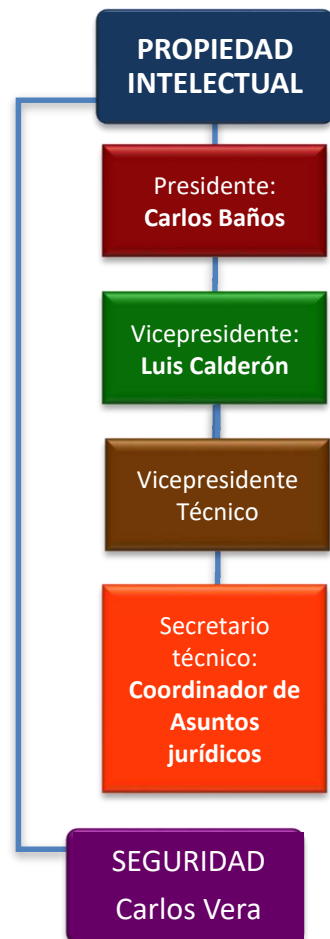 PROPIEDAD
INTELECTUAL
Presidente:
Carlos Baños
Vicepresidente:
Luis Calderón
Vicepresidente
Técnico
Secretario
técnico:
Coordinador de
Asuntos
jurídicos
SEGURIDAD
Carlos Vera